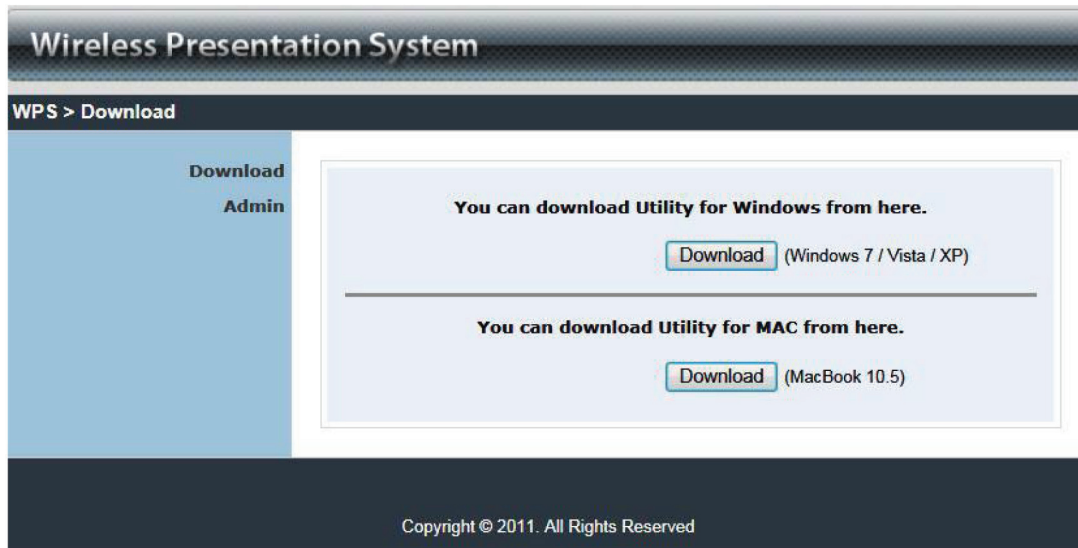 Wireless Presentation System
WPS > Download
Download
Admin
You can download Utility for Windows from here.
Download (Windows 7 / Vista / XP)
You can download Utility for MAC from here.
Download (MacBook 10.5)
Copyright © 2011. All Rights Reserved